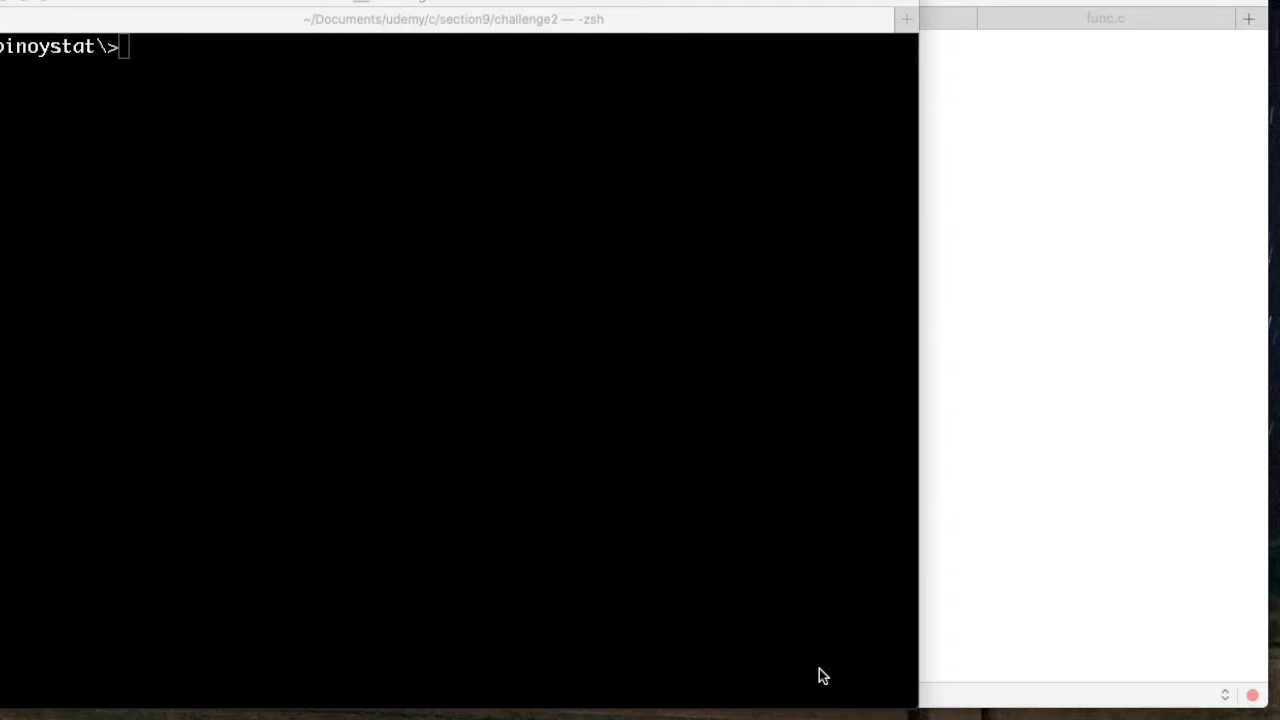 ~/Documents/udemy/c/section9/challenge2 — -zsh
func.c
pinoystat\>